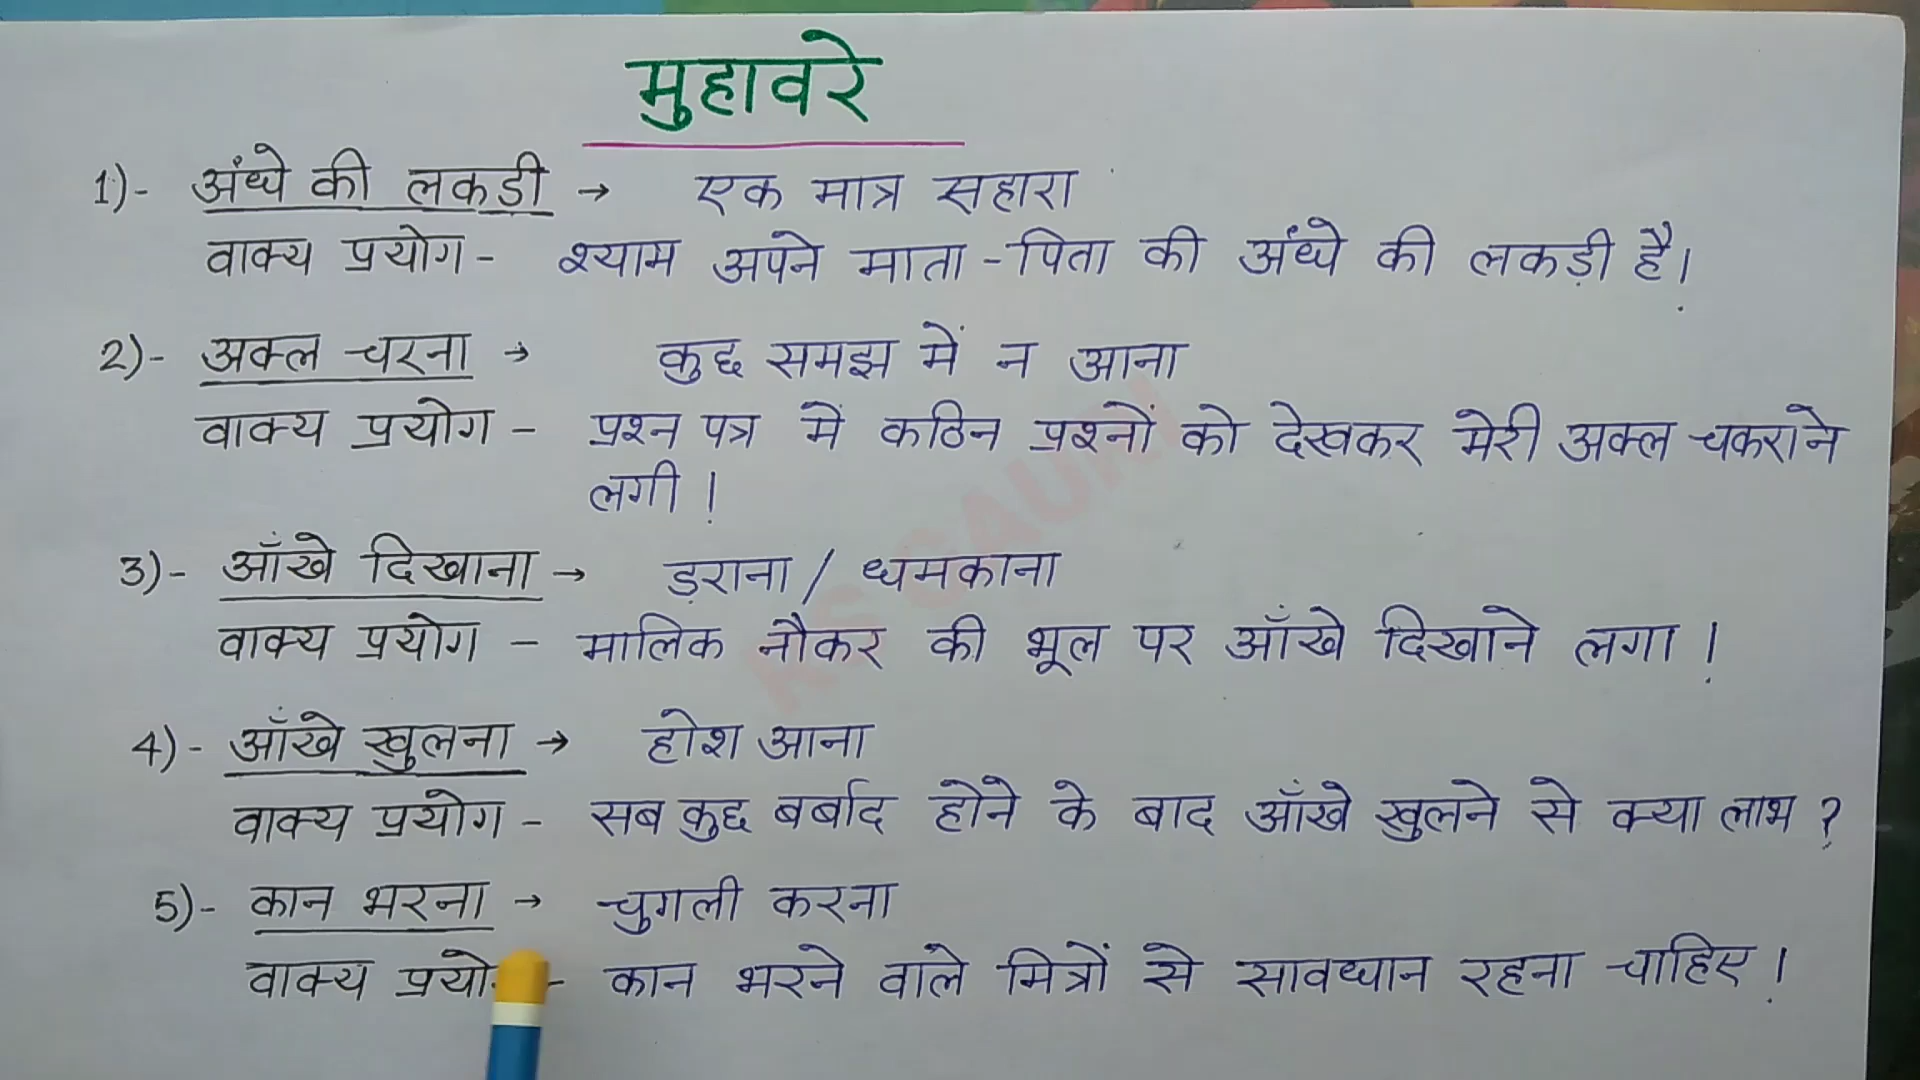 मुहावरे
1)- अंधे की लकडी → एक मात्र सहारा
वाक्य प्रयोग - श्याम अपने माता - पिता की अंधे की लकड़ी है।
2)- अक्ल चरना → कुछ समझ में न आना
वाक्य प्रयोग - प्रश्न पत्र में कठिन प्रश्नों को देखकर मेरी अक्ल चकराने
लगी !
3)- आँखे दिखाना → ड़राना / धमकाना
वाक्य प्रयोग - मालिक नौकर की भूल पर आँखे दिखाने लगा !
4)- आँखे खुलना → होश आना
वाक्य प्रयोग - सब कुछ बर्बाद होने के बाद आँखे खुलने से क्या लाभ ?
5)- कान भरना → चुगली करना
वाक्य - कान भरने वाले मित्रों से सावधान रहना चाहिए !